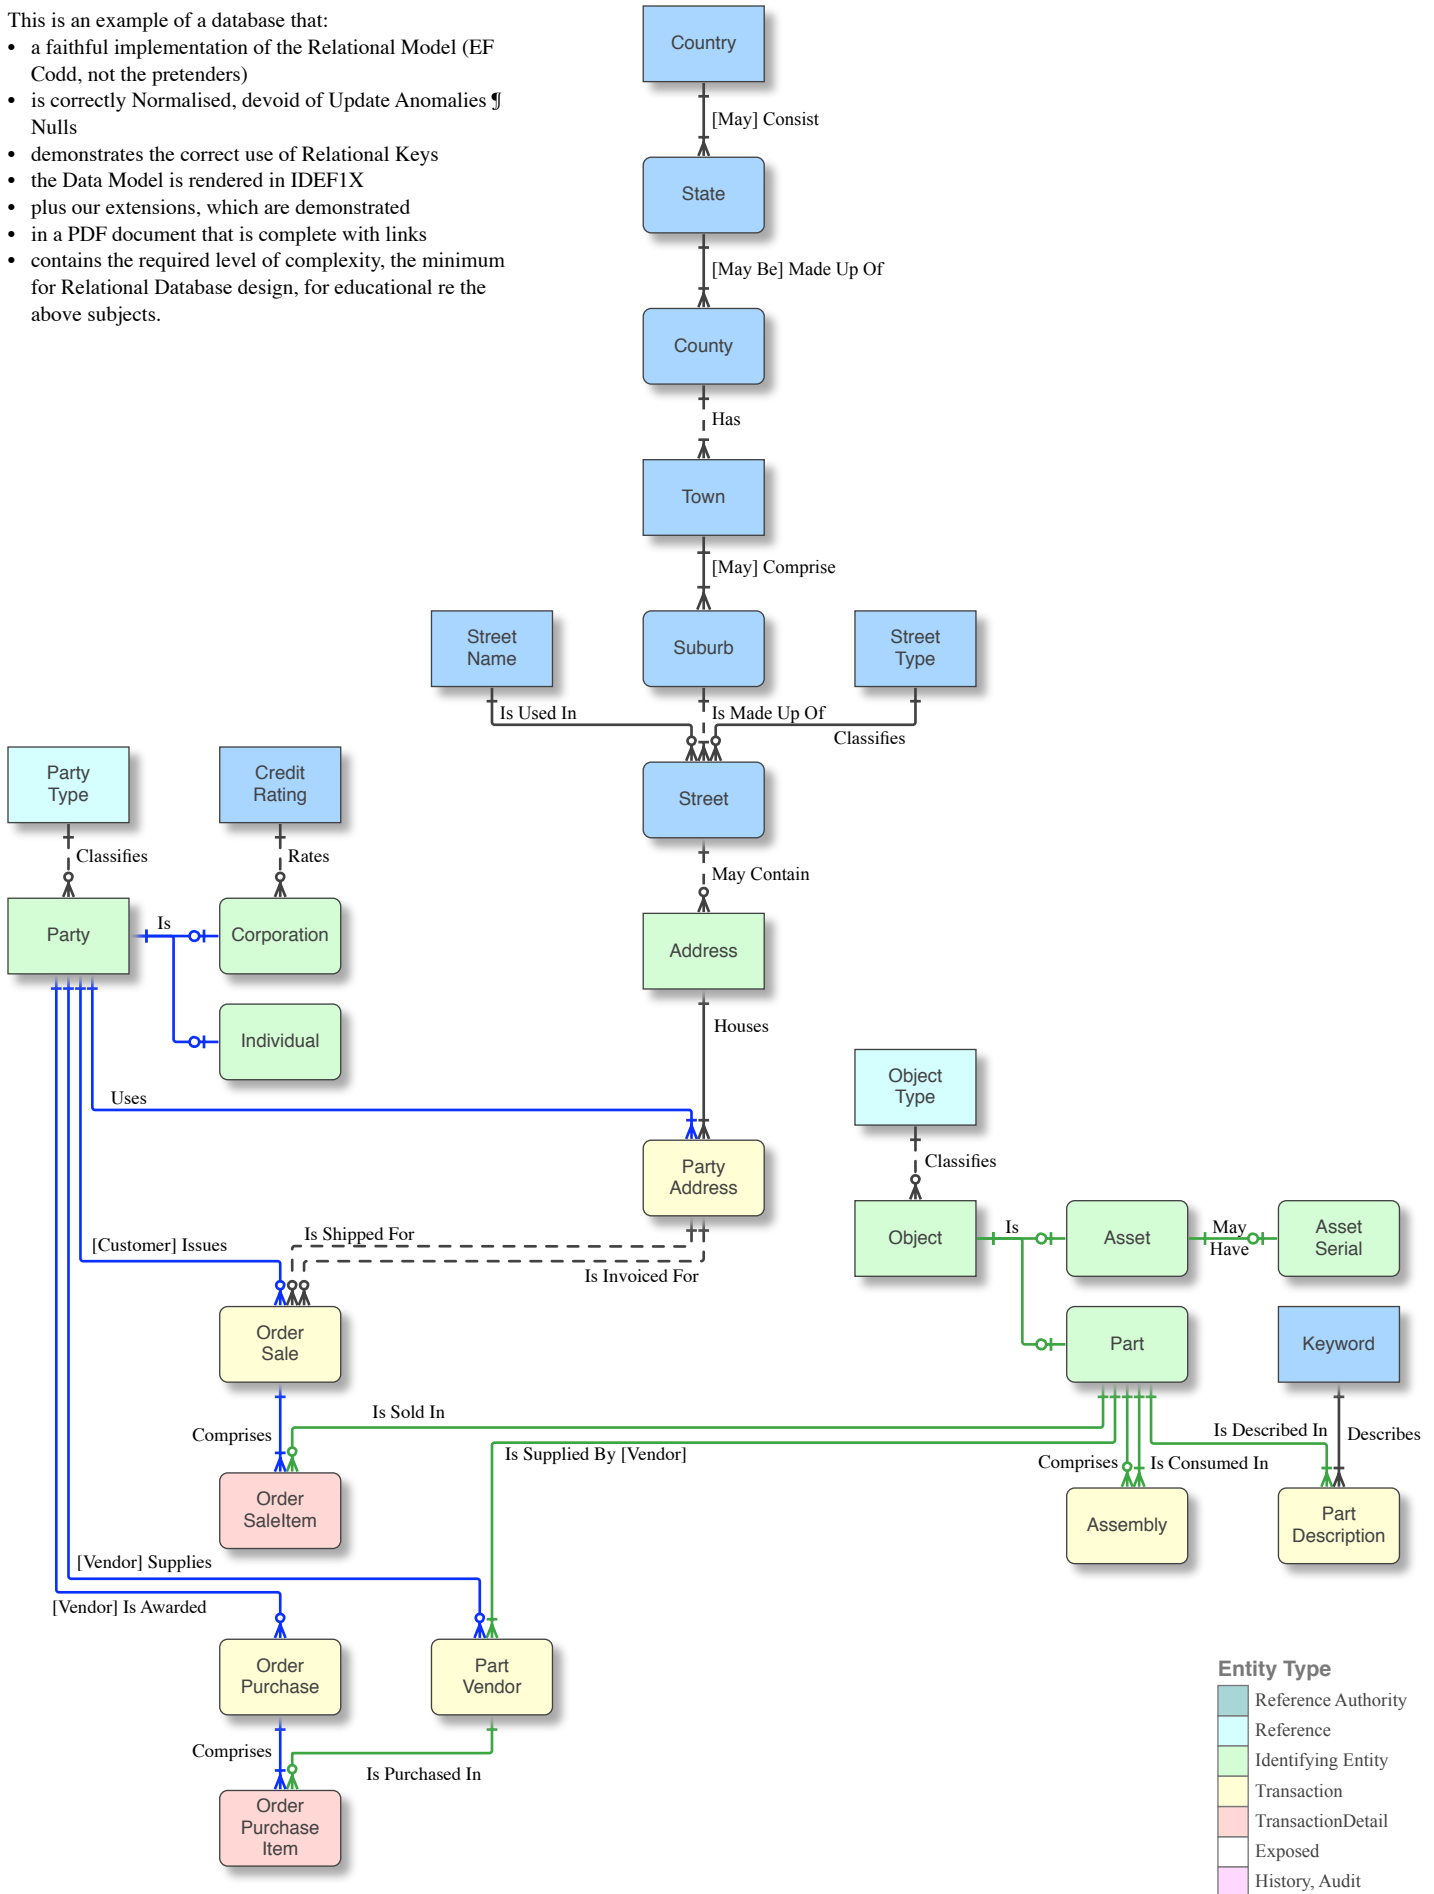 This is an example of a database that:
• a faithful implementation of the Relational Model (EF
Codd, not the pretenders)
• is correctly Normalised, devoid of Update Anomalies ¶
Nulls
• demonstrates the correct use of Relational Keys
• the Data Model is rendered in IDEF1X
• plus our extensions, which are demonstrated
• in a PDF document that is complete with links
• contains the required level of complexity, the minimum
for Relational Database design, for educational re the
above subjects.
Country
[May] Consist
State
[May Be] Made Up Of
County
Has
Town
[May] Comprise
Street
Name
Suburb
Street
Type
Is Used In
Is Made Up Of
Classifies
Party
Type
Credit
Rating
Street
Classifies
Rates
May Contain
Party
Is
Corporation
Address
Individual
Houses
Uses
Object
Type
Classifies
Party
Address
Is Shipped For
[Customer] Issues
Is Invoiced For
Object
Is
Asset
May
Have
Asset
Serial
Order
Sale
Part
Keyword
Is Sold In
Comprises
Is Supplied By [Vendor]
Is Described In
Describes
Comprises
Is Consumed In
Order
SaleItem
Assembly
Part
Description
[Vendor] Supplies
[Vendor] Is Awarded
Order
Purchase
Part
Vendor
Comprises
Is Purchased In
Order
Purchase
Item
Entity Type
Reference Authority
Reference
Identifying Entity
Transaction
TransactionDetail
Exposed
History, Audit